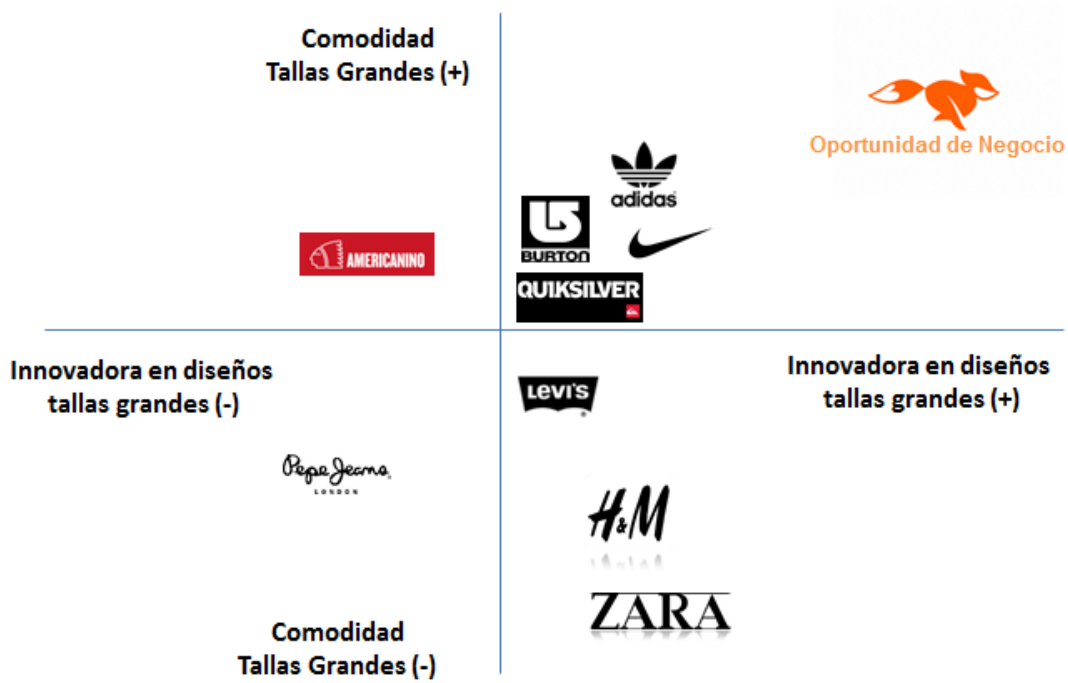 Comodidad
Tallas Grandes (+)
Oportunidad de Negocio
adidas
BURTON
AMERICANINO
QUIKSILVER
Innovadora en diseños
tallas grandes (-)
Innovadora en diseños
tallas grandes (+)
LEVI'S
Pepe Jeans
LONDON
H&M
ZARA
Comodidad
Tallas Grandes (-)